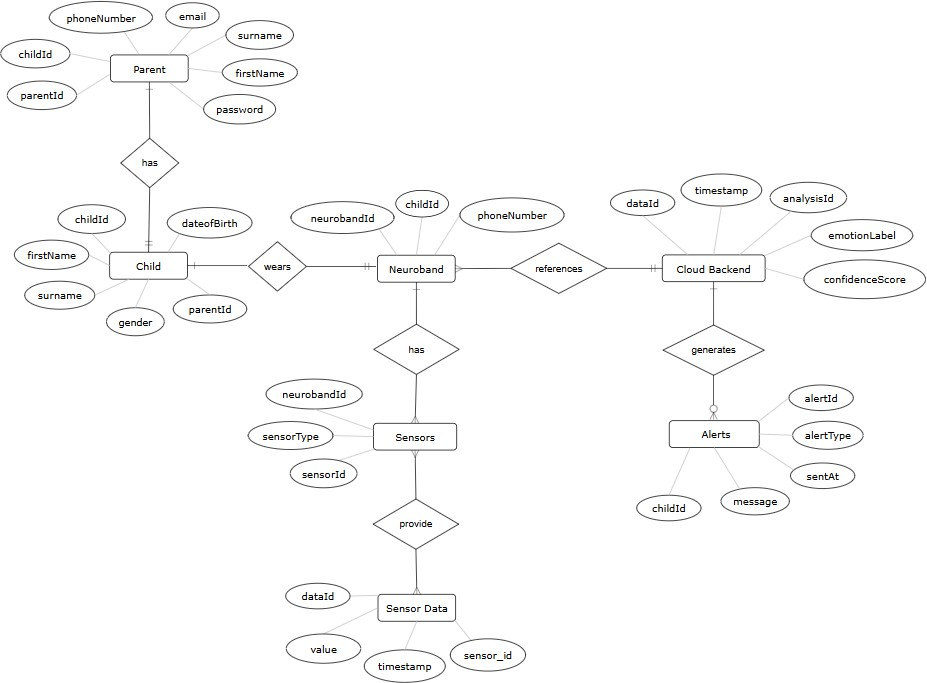 phoneNumber
email
surname
childId
Parent
firstName
parentId
password
has
childId
dateofBirth
firstName
Child
surname
gender
parentId
wears
neurobandId
childId
phoneNumber
Neuroband
references
dataId
timestamp
analysisId
emotionLabel
Cloud Backend
confidenceScore
has
generates
neurobandId
sensorType
Sensors
sensorId
alertId
Alerts
alertType
sentAt
childId
message
provide
dataId
Sensor Data
value
timestamp
sensor_id